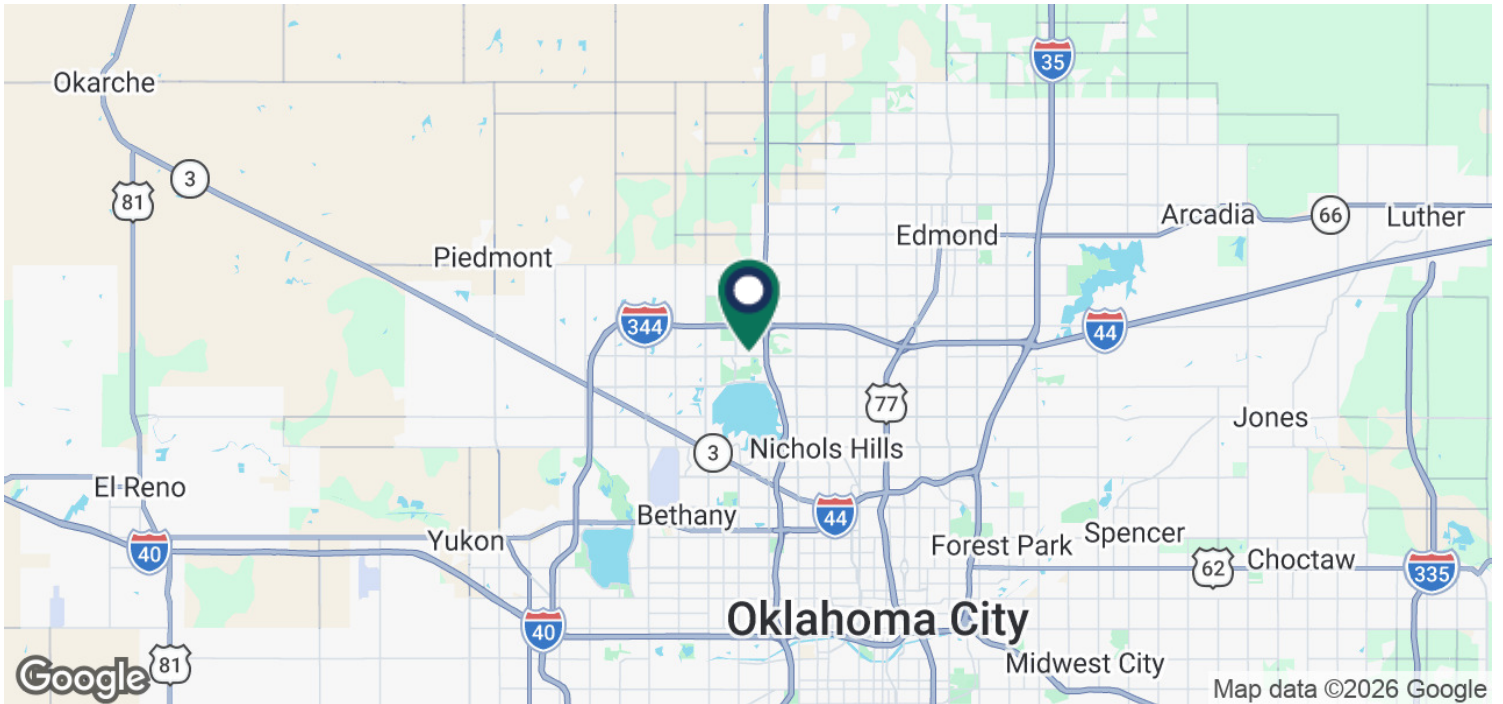 35
Okarche
3
81
Arcadia
66
Luther
Edmond
Piedmont
344
44
77
Jones
3
Nichols Hills
El Reno
Bethany
44
Yukon
Forest Park
Spencer
40
62
Choctaw
335
Oklahoma City
40
81
Midwest City
Google
Map data ©2026 Google